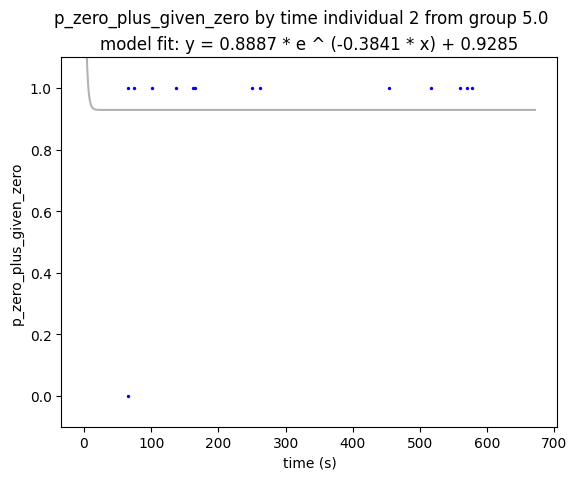 p_zero_plus_given_zero by time individual 2 from group 5.0
model fit: y = 0.8887 * e ^ (-0.3841 * x) + 0.9285
1.0
0.8
0.6
0.4
0.2
0.0
p_zero_plus_given_zero
0 100 200 300 400 500 600 700
time (s)